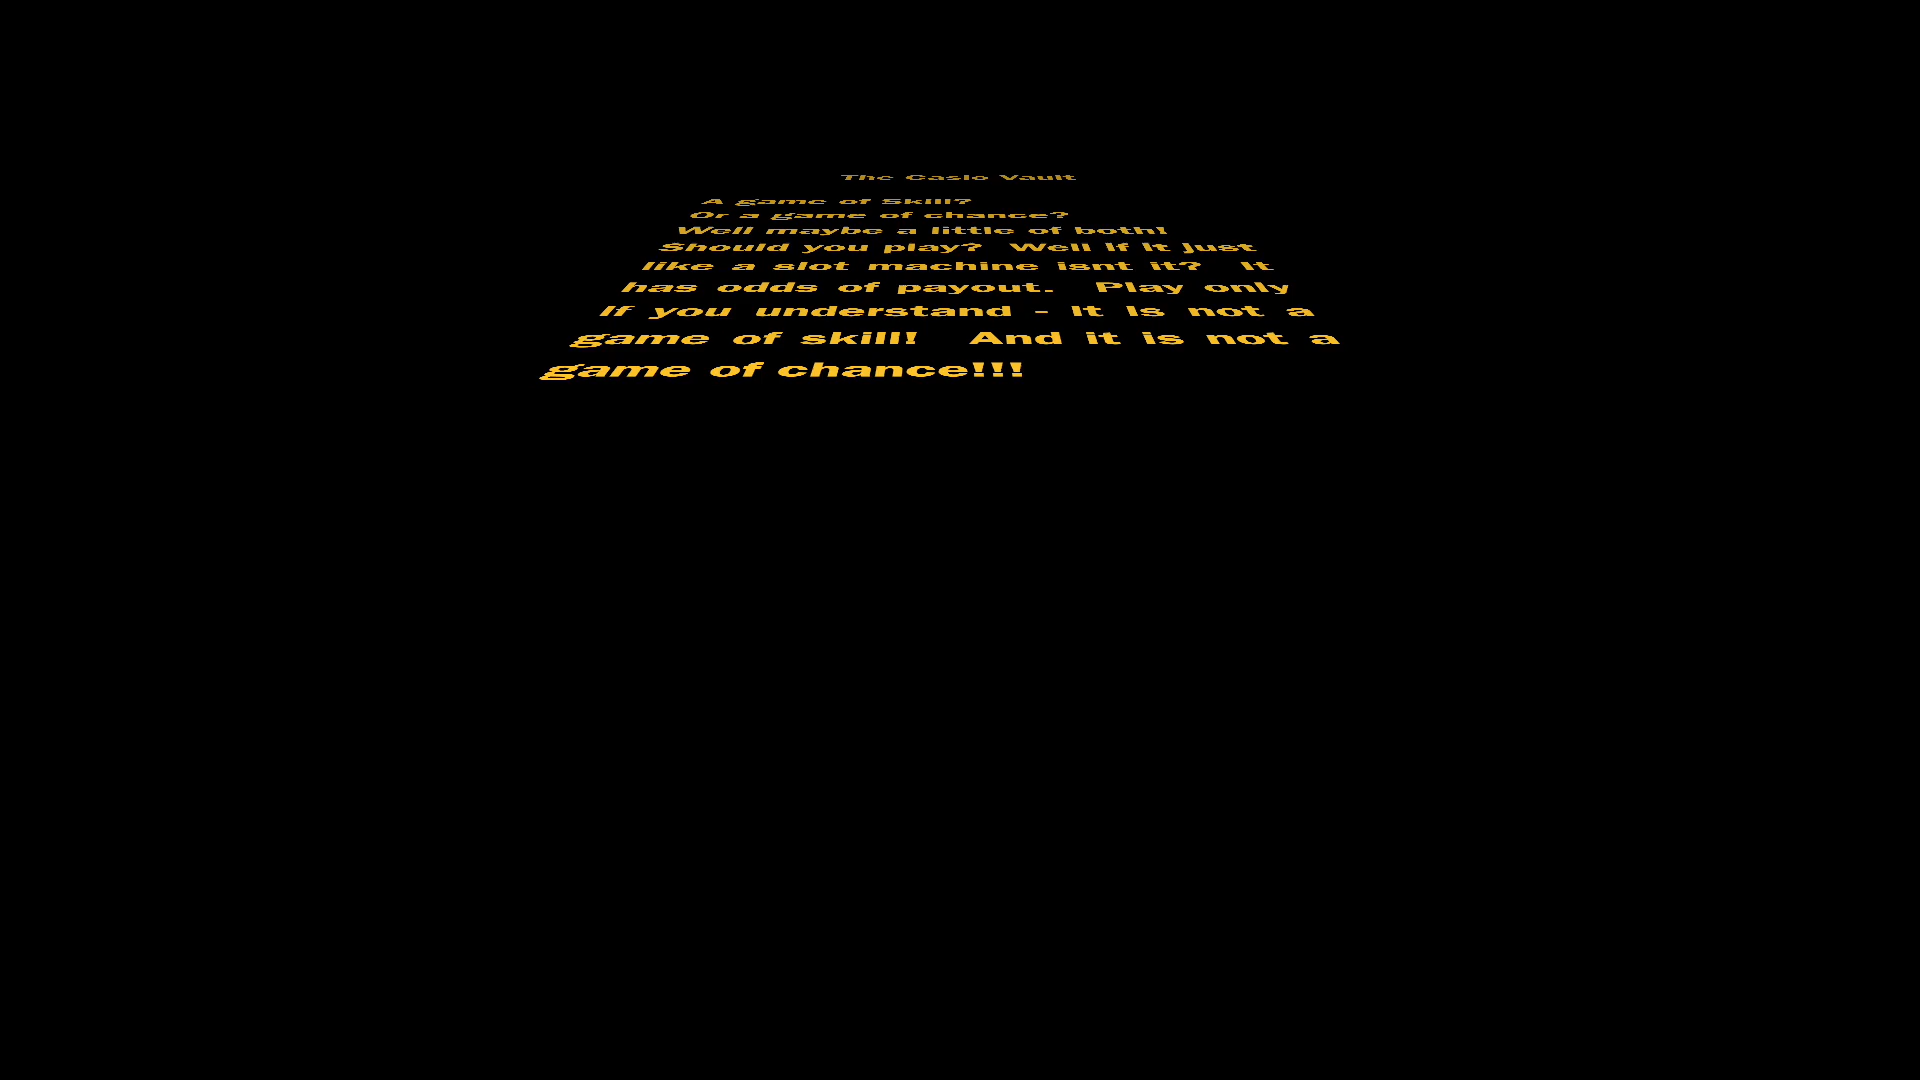 The Casio Vault
A game of Skill?
Or a game of chance?
Well maybe a little of both!
Should you play?  Well if it just
like a slot machine isnt it?  It
has odds of payout.  Play only
if you understand - it is not a
game of skill!  And it is not a
game of chance!!!